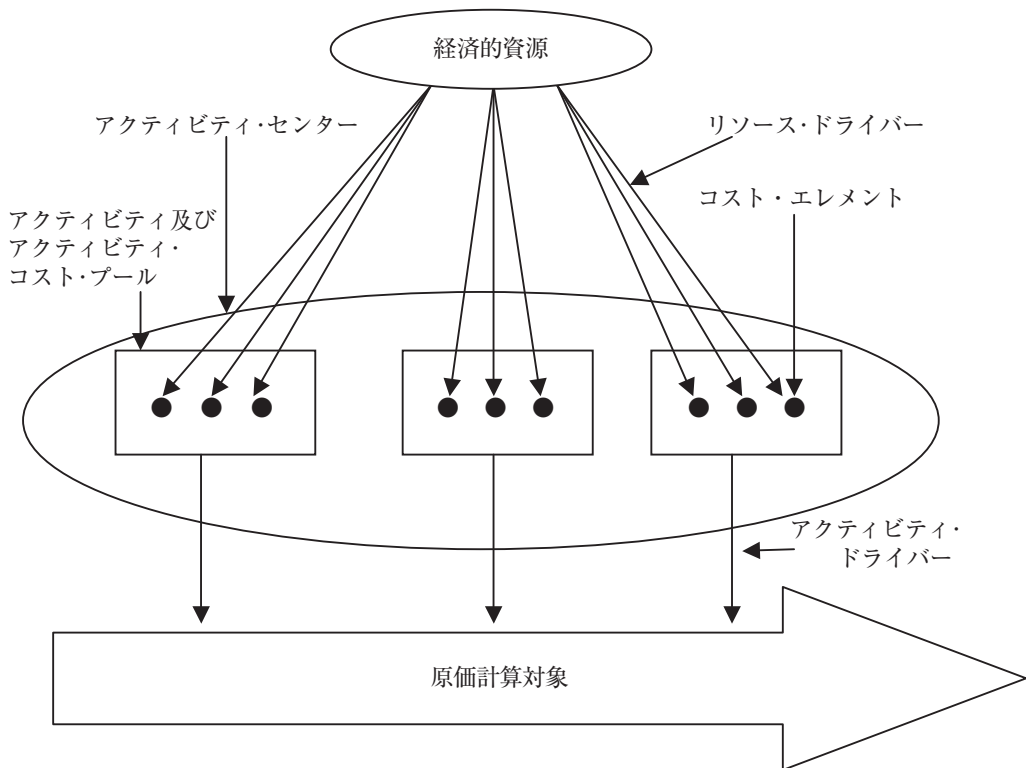 経済的資源
アクティビティ・センター
リソース・ドライバー
コスト・エレメント
アクティビティ及び
アクティビティ・
コスト・プール
アクティビティ・
ドライバー
原価計算対象